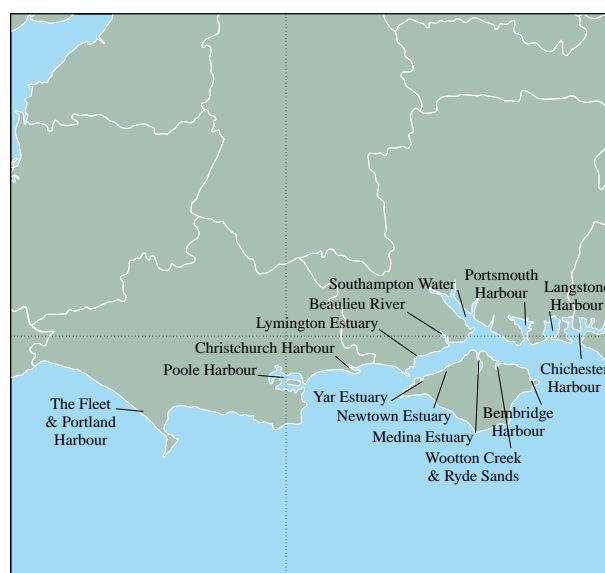 Portsmouth
Harbour
Langstone
Harbour
Southampton Water
Beaulieu River
Lymington Estuary
Christchurch Harbour
Poole Harbour
Chichester
Harbour
The Fleet
& Portland
Harbour
Yar Estuary
Newtown Estuary
Medina Estuary
Bembridge
Harbour
Wootton Creek
& Ryde Sands